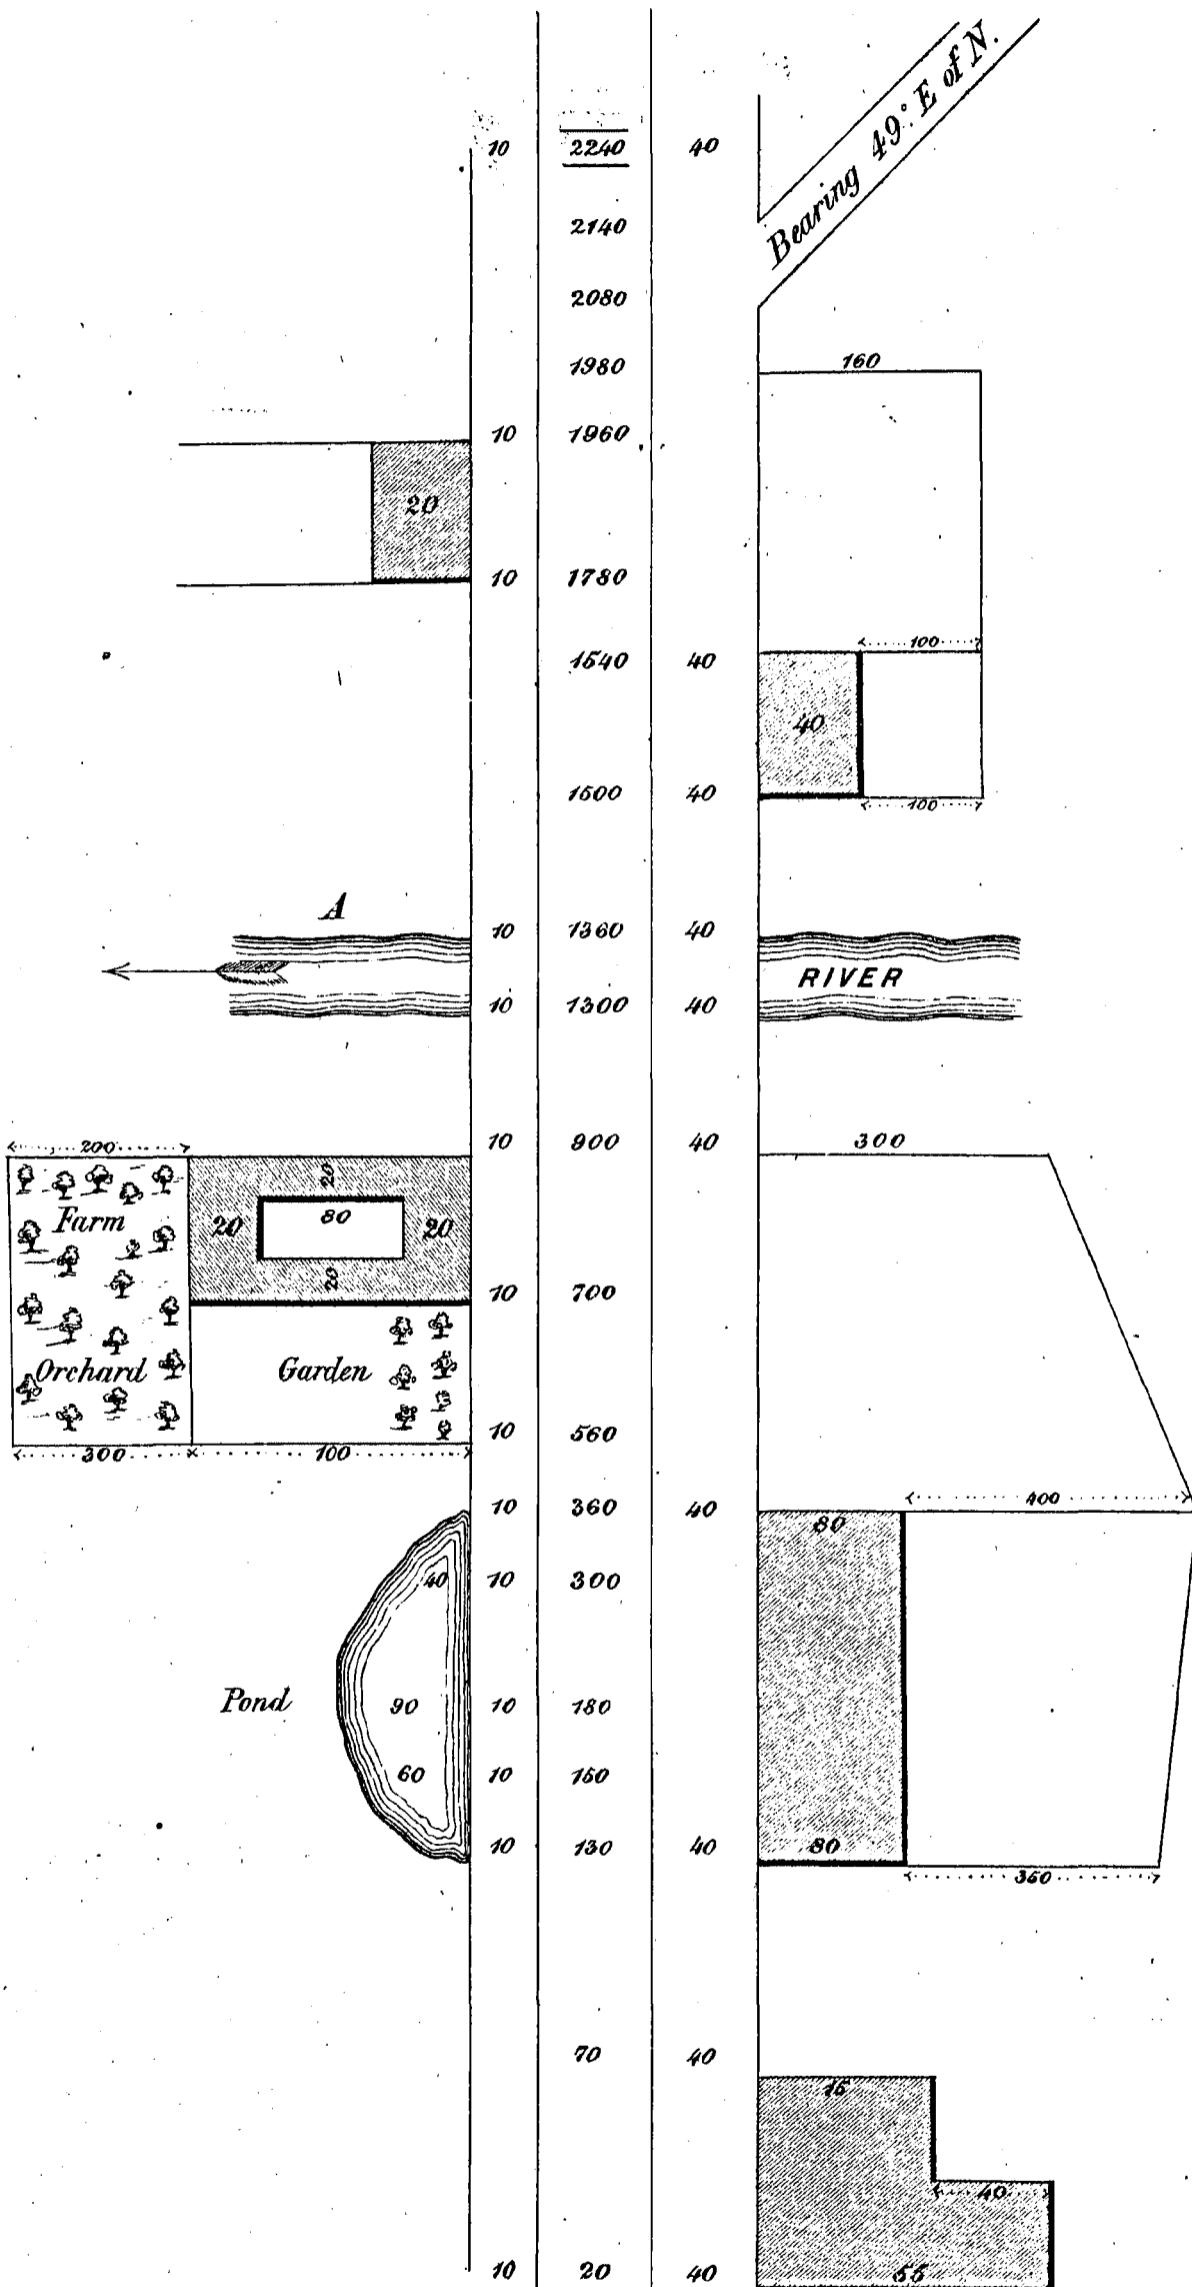 Bearing 49° E of N.
10 2240 40
2140
2080
1980 160
10 1960
20
10 1780
1540 40 100
40
1500 40 100
A
10 1360 40
RIVER
10 1300 40
200 10 900 40 300
20
Farm 20 80 20
20
10 700
Orchard Garden
10 560
300 100
400
10 360 40 80
40 10 300
Pond 90 10 180
60 10 150
10 130 40 80
350
70 40
15
40
10 20 40 55